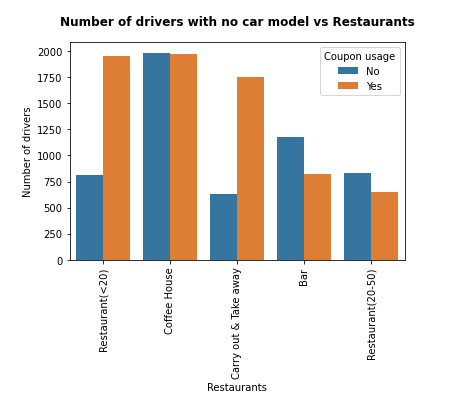 Number of drivers with no car model vs Restaurants
Coupon usage
No
Yes
Number of drivers
2000
1750
1500
1250
1000
750
500
250
0
Restaurant(<20)
Coffee House
Carry out & Take away
Bar
Restaurant(20-50)
Restaurants